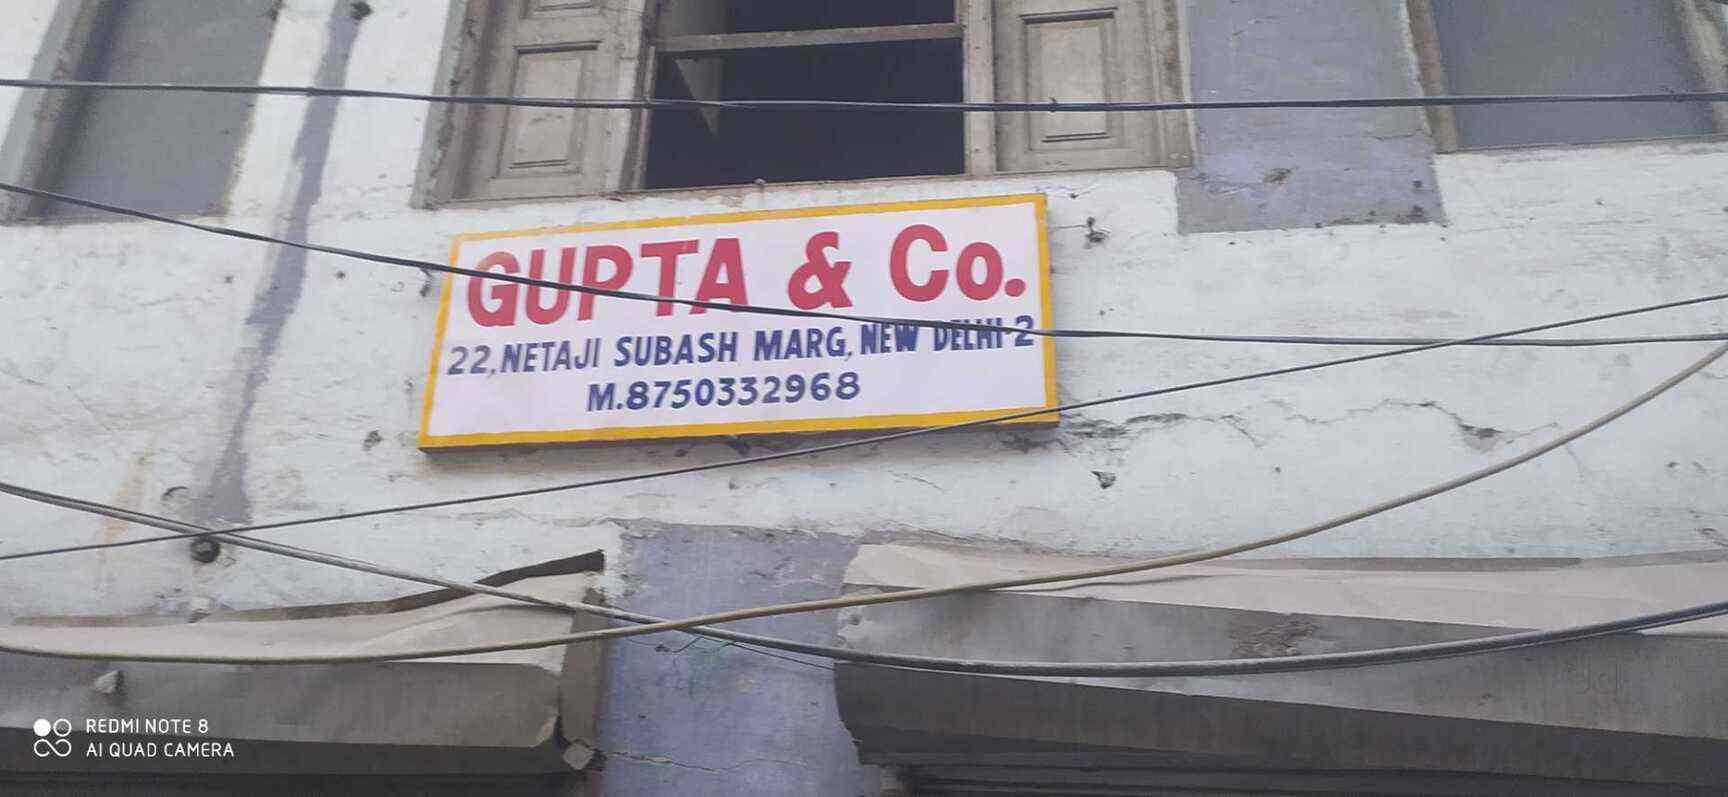 GUPTA & Co.
22, NETAJI SUBASH MARG, NEW DELHI-2
M.8750332968
REDMI NOTE 8
AI QUAD CAMERA